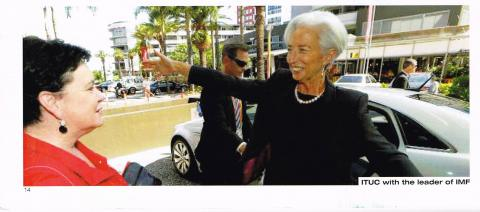 14
ITUC with the leader of IMF